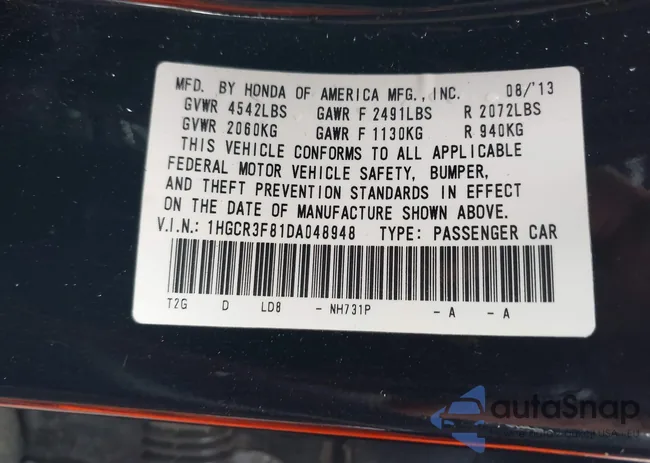 MFD. BY HONDA OF AMERICA MFG., INC. 08/'13
GVWR 4542LBS GAWR F 2491LBS R 2072LBS
GVWR 2060KG GAWR F 1130KG R 940KG
THIS VEHICLE CONFORMS TO ALL APPLICABLE
FEDERAL MOTOR VEHICLE SAFETY, BUMPER,
AND THEFT PREVENTION STANDARDS IN EFFECT
ON THE DATE OF MANUFACTURE SHOWN ABOVE.
V.I.N.: 1HGCR3F81DA048948 TYPE: PASSENGER CAR
T2G D LD8 - NH731P - A - A
autoSnap